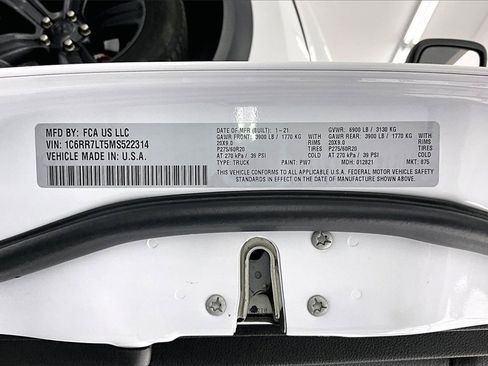 MFD BY: FCA US LLC
VIN: 1C6RR7LT5MS522314
VEHICLE MADE IN U.S.A.
DATE OF MFR (BUILT): 1-21
GAWR FRONT: 3900 LB / 1770 KG
WITH
20X9.0 RIMS
P275/60R20 TIRES
AT 270 kPa / 39 PSI
TYPE: TRUCK PAINT: PW7
GVWR: 6900 LB / 3130 KG
GAWR REAR: 3900 LB / 1770 KG
WITH
20X9.0 RIMS
P275/60R20 TIRES
AT 270 kPa / 39 PSI
MDH: 012821 MKT: 875
THIS VEHICLE CONFORMS TO ALL APPLICABLE U.S.A. FEDERAL MOTOR VEHICLE SAFETY
STANDARDS IN EFFECT ON THE DATE OF MANUFACTURE SHOWN ABOVE.